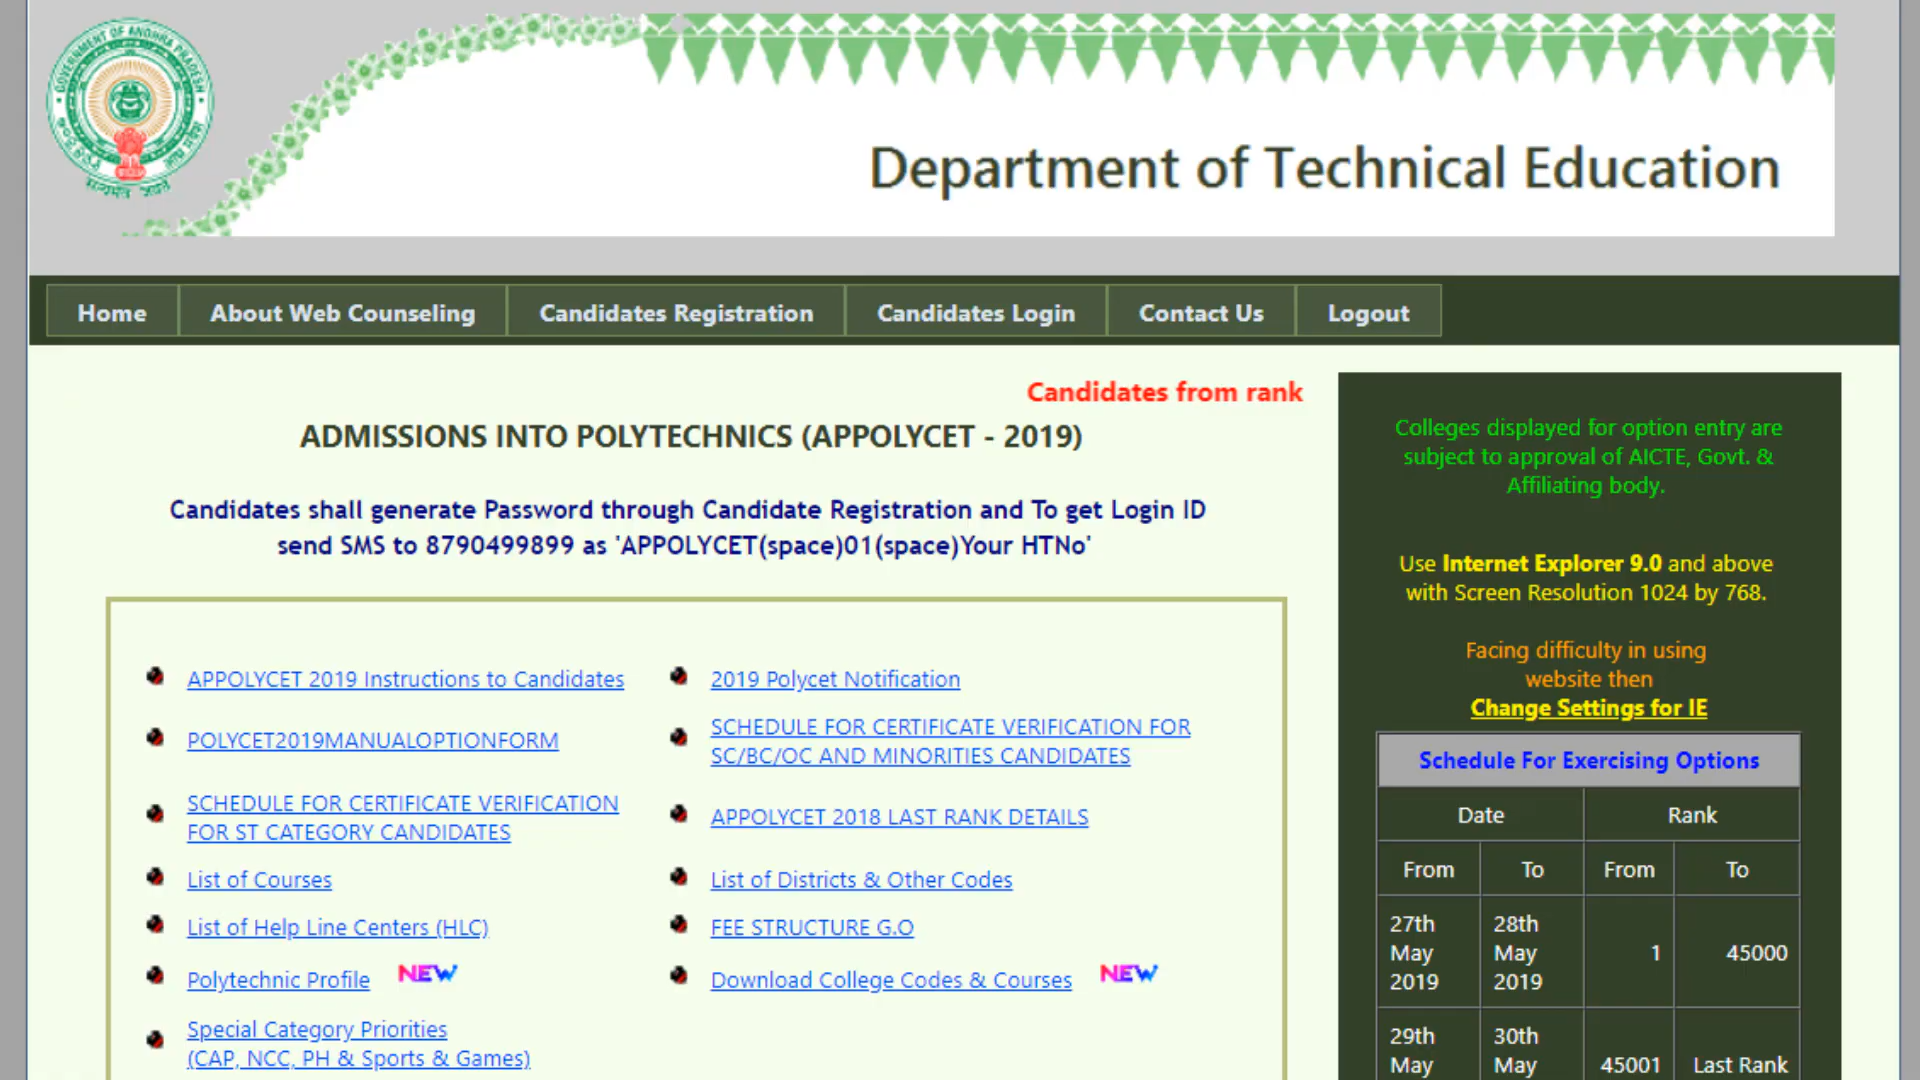 GOVERNMENT OF ANDHRA PRADESH
Department of Technical Education
Home
About Web Counseling
Candidates Registration
Candidates Login
Contact Us
Logout
Candidates from rank
ADMISSIONS INTO POLYTECHNICS (APPOLYCET - 2019)
Candidates shall generate Password through Candidate Registration and To get Login ID
send SMS to 8790499899 as 'APPOLYCET(space)01(space)Your HTNo'
APPOLYCET 2019 Instructions to Candidates
2019 Polycet Notification
POLYCET2019MANUALOPTIONFORM
SCHEDULE FOR CERTIFICATE VERIFICATION FOR
SC/BC/OC AND MINORITIES CANDIDATES
SCHEDULE FOR CERTIFICATE VERIFICATION
FOR ST CATEGORY CANDIDATES
APPOLYCET 2018 LAST RANK DETAILS
List of Courses
List of Districts & Other Codes
List of Help Line Centers (HLC)
FEE STRUCTURE G.O
Polytechnic Profile NEW
Download College Codes & Courses NEW
Special Category Priorities
(CAP, NCC, PH & Sports & Games)
Colleges displayed for option entry are
subject to approval of AICTE, Govt. &
Affiliating body.
Use Internet Explorer 9.0 and above
with Screen Resolution 1024 by 768.
Facing difficulty in using
website then
Change Settings for IE
Schedule For Exercising Options
Date Rank
From To From To
27th May 2019 28th May 2019 1 45000
29th May 30th May 45001 Last Rank